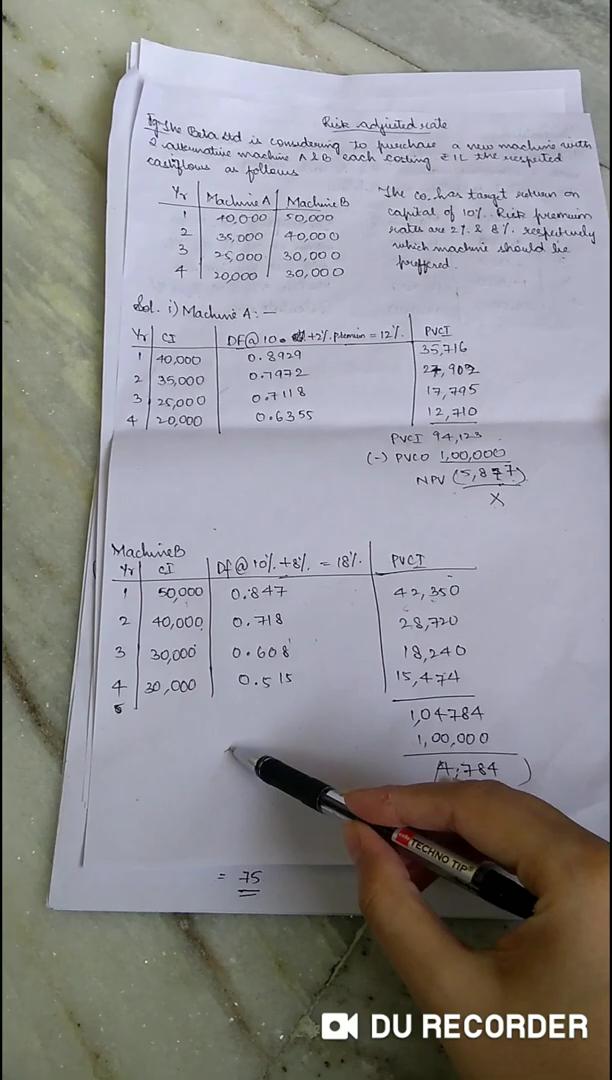 Risk adjusted rate
Eg The Beta Ltd is considering to purchase a new machine with
2 alternative machine A & B each costing ₹1L the respected
cashflows as follows
Yr Machine A Machine B
1 40,000 50,000
2 35,000 40,000
3 25,000 30,000
4 20,000 30,000
The co. has target return on
capital of 10%. Risk premium
rates are 2% & 8% respectively
which machine should be
preffered.
Sol. i) Machine A :-
Yr CI DF@ 10% +2% premium = 12% PVCI
1 40,000 0.8929 35,716
2 35,000 0.7972 27,902
3 25,000 0.7118 17,795
4 20,000 0.6355 12,710
PVCI 94,123
(-) PVCO 1,00,000
NPV (5,877)
X
Machine B
Yr CI Df @ 10% +8% = 18% PVCI
1 50,000 0.847 42,350
2 40,000 0.718 28,720
3 30,000 0.608 18,240
4 30,000 0.515 15,474
5
1,04784
1,00,000
4,784
= 75
cello TECHNO TIP
DU RECORDER